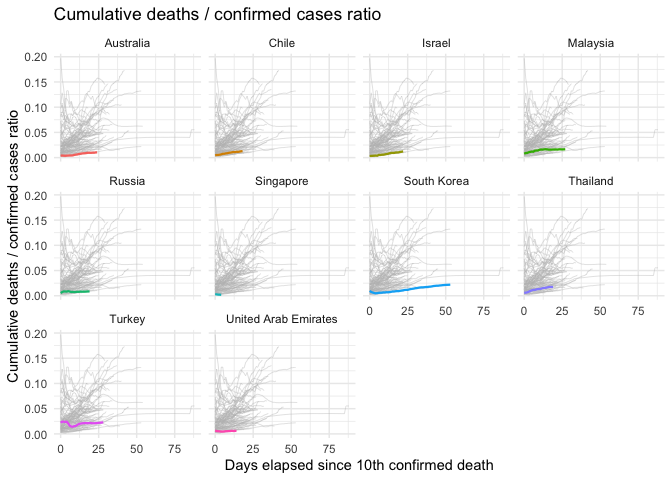 Cumulative deaths / confirmed cases ratio
Australia Chile Israel Malaysia
0.20
0.15
0.10
0.05
0.00
Russia Singapore South Korea Thailand
0.20
0.15
0.10
0.05
0.00
0 25 50 75 0 25 50 75
Turkey United Arab Emirates
0.20
0.15
0.10
0.05
0.00
0 25 50 75 0 25 50 75
Days elapsed since 10th confirmed death
Cumulative deaths / confirmed cases ratio